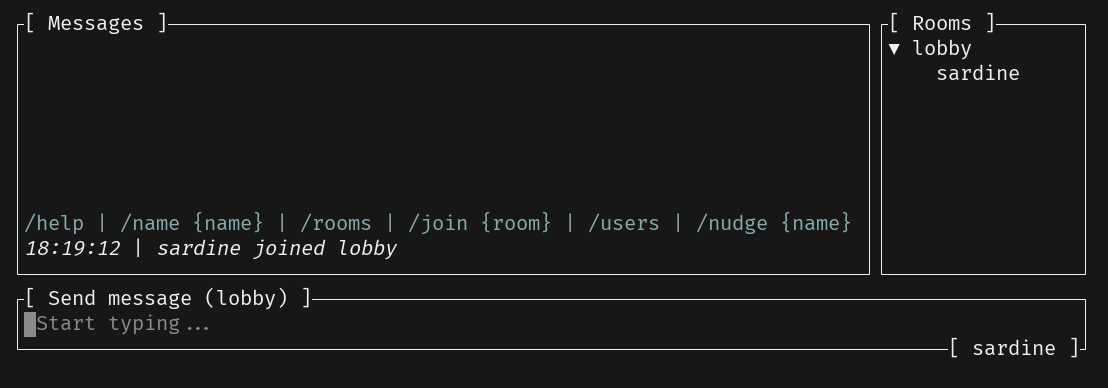 [ Messages ]
/help | /name {name} | /rooms | /join {room} | /users | /nudge {name}
18:19:12 | sardine joined lobby
[ Rooms ]
▼ lobby
sardine
[ Send message (lobby) ]
Start typing...
[ sardine ]